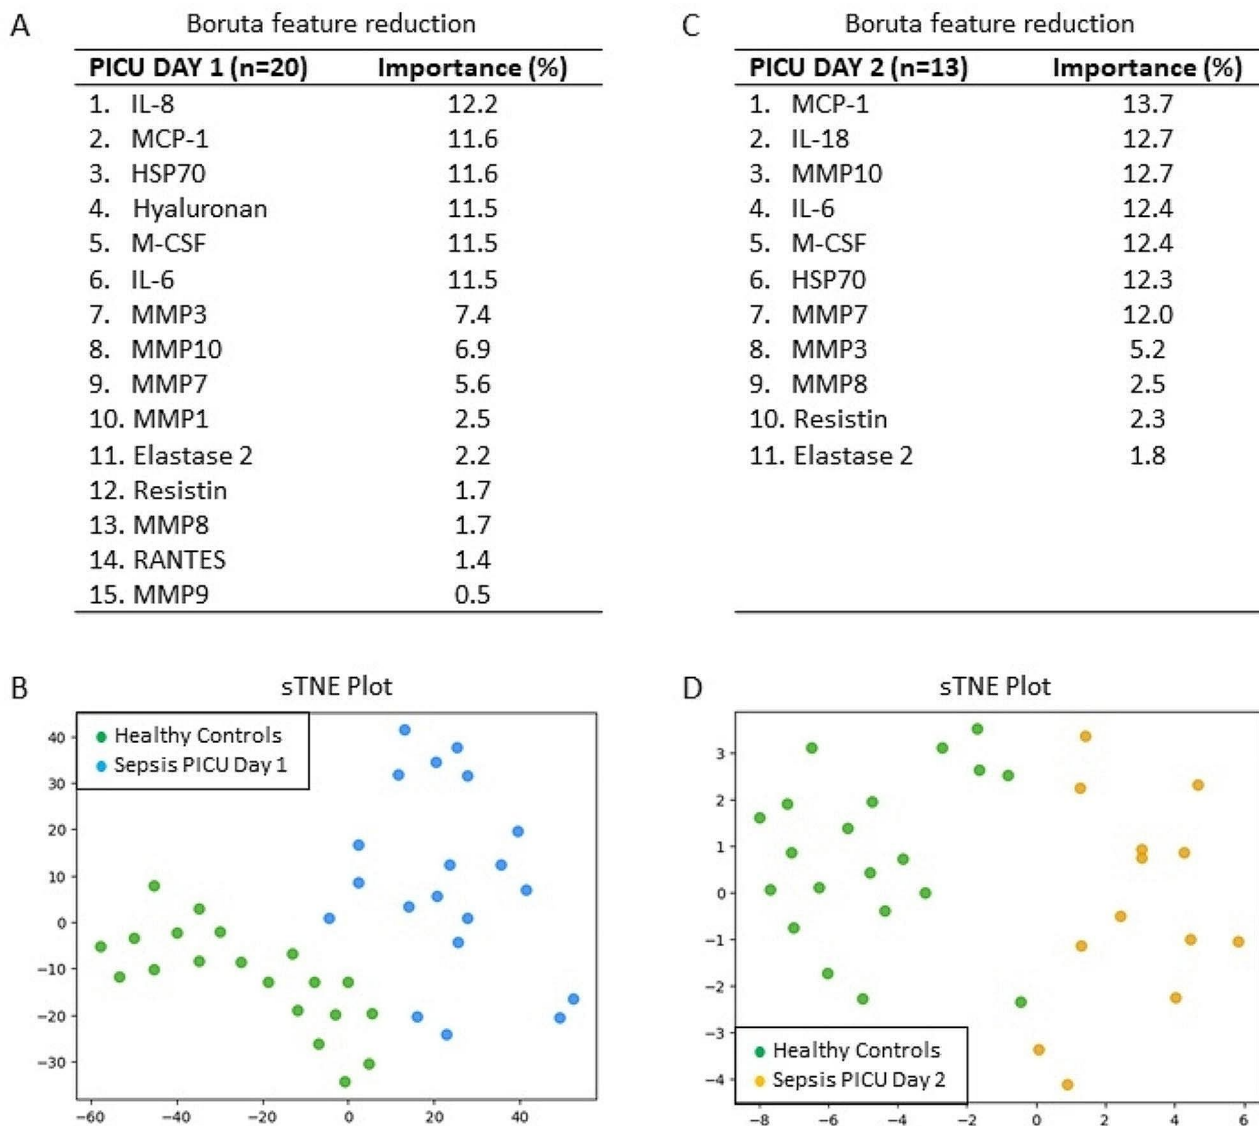 A
Boruta feature reduction
PICU DAY 1 (n=20) Importance (%)
1. IL-8 12.2
2. MCP-1 11.6
3. HSP70 11.6
4. Hyaluronan 11.5
5. M-CSF 11.5
6. IL-6 11.5
7. MMP3 7.4
8. MMP10 6.9
9. MMP7 5.6
10. MMP1 2.5
11. Elastase 2 2.2
12. Resistin 1.7
13. MMP8 1.7
14. RANTES 1.4
15. MMP9 0.5
C
Boruta feature reduction
PICU DAY 2 (n=13) Importance (%)
1. MCP-1 13.7
2. IL-18 12.7
3. MMP10 12.7
4. IL-6 12.4
5. M-CSF 12.4
6. HSP70 12.3
7. MMP7 12.0
8. MMP3 5.2
9. MMP8 2.5
10. Resistin 2.3
11. Elastase 2 1.8
B
sTNE Plot
Healthy Controls
Sepsis PICU Day 1
40
30
20
10
0
−10
−20
−30
−60 −40 −20 0 20 40
D
sTNE Plot
3
2
1
0
−1
−2
−3
−4
Healthy Controls
Sepsis PICU Day 2
−8 −6 −4 −2 0 2 4 6